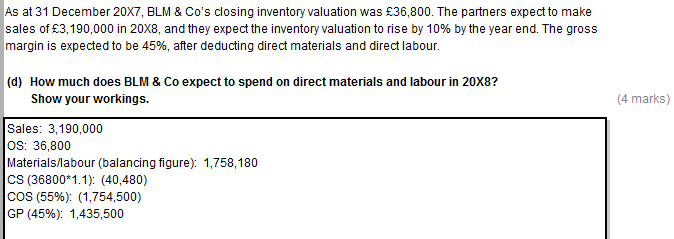 As at 31 December 20X7, BLM & Co's closing inventory valuation was £36,800. The partners expect to make
sales of £3,190,000 in 20X8, and they expect the inventory valuation to rise by 10% by the year end. The gross
margin is expected to be 45%, after deducting direct materials and direct labour.
(d) How much does BLM & Co expect to spend on direct materials and labour in 20X8?
Show your workings.
(4 marks)
Sales: 3,190,000
OS: 36,800
Materials/labour (balancing figure): 1,758,180
CS (36800*1.1): (40,480)
COS (55%): (1,754,500)
GP (45%): 1,435,500